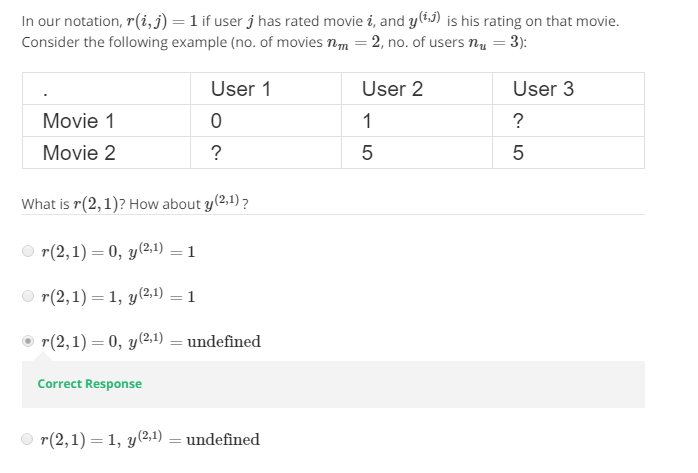 In our notation, r(i,j) = 1 if user j has rated movie i, and y^(i,j) is his rating on that movie.
Consider the following example (no. of movies n_m = 2, no. of users n_u = 3):
. User 1 User 2 User 3
Movie 1 0 1 ?
Movie 2 ? 5 5
What is r(2,1)? How about y^(2,1)?
r(2,1) = 0, y^(2,1) = 1
r(2,1) = 1, y^(2,1) = 1
r(2,1) = 0, y^(2,1) = undefined
Correct Response
r(2,1) = 1, y^(2,1) = undefined